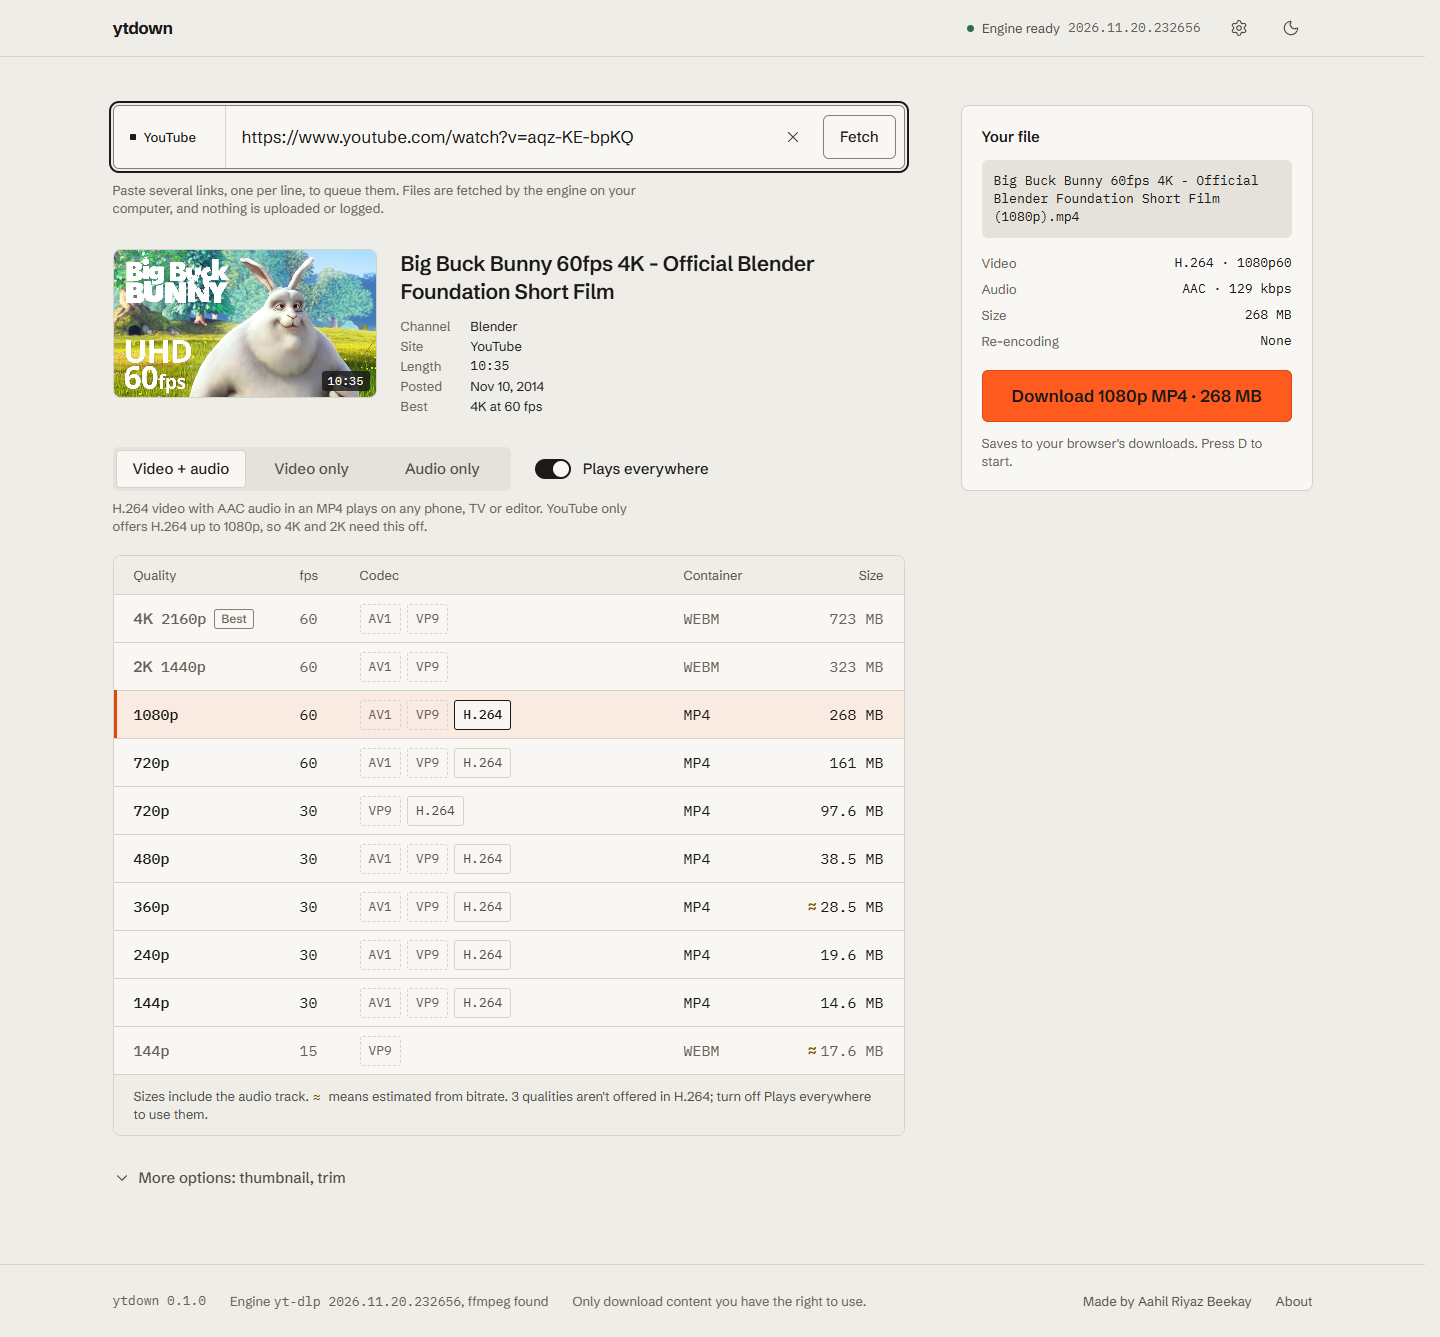 ytdown
Engine ready 2026.11.20.232656
YouTube
https://www.youtube.com/watch?v=aqz-KE-bpKQ
Fetch
Paste several links, one per line, to queue them. Files are fetched by the engine on your
computer, and nothing is uploaded or logged.
Big Buck
BUNNY
UHD
60fps
10:35
Big Buck Bunny 60fps 4K - Official Blender
Foundation Short Film
Channel Blender
Site YouTube
Length 10:35
Posted Nov 10, 2014
Best 4K at 60 fps
Video + audio Video only Audio only Plays everywhere
H.264 video with AAC audio in an MP4 plays on any phone, TV or editor. YouTube only
offers H.264 up to 1080p, so 4K and 2K need this off.
Quality fps Codec Container Size
4K 2160p Best 60 AV1 VP9 WEBM 723 MB
2K 1440p 60 AV1 VP9 WEBM 323 MB
1080p 60 AV1 VP9 H.264 MP4 268 MB
720p 60 AV1 VP9 H.264 MP4 161 MB
720p 30 VP9 H.264 MP4 97.6 MB
480p 30 AV1 VP9 H.264 MP4 38.5 MB
360p 30 AV1 VP9 H.264 MP4 ≈ 28.5 MB
240p 30 AV1 VP9 H.264 MP4 19.6 MB
144p 30 AV1 VP9 H.264 MP4 14.6 MB
144p 15 VP9 WEBM ≈ 17.6 MB
Sizes include the audio track. ≈ means estimated from bitrate. 3 qualities aren't offered in H.264; turn off Plays everywhere
to use them.
More options: thumbnail, trim
Your file
Big Buck Bunny 60fps 4K - Official
Blender Foundation Short Film
(1080p).mp4
Video H.264 · 1080p60
Audio AAC · 129 kbps
Size 268 MB
Re-encoding None
Download 1080p MP4 · 268 MB
Saves to your browser's downloads. Press D to
start.
ytdown 0.1.0 Engine yt-dlp 2026.11.20.232656, ffmpeg found Only download content you have the right to use. Made by Aahil Riyaz Beekay About